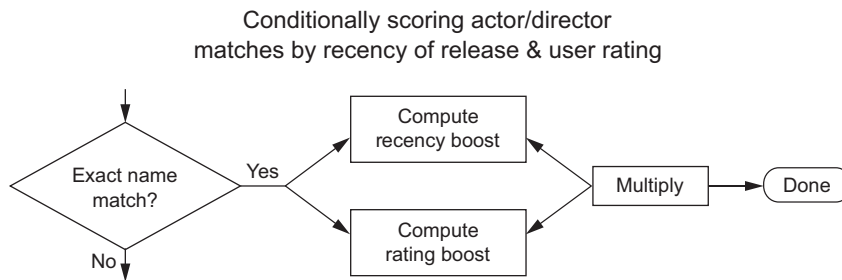 Conditionally scoring actor/director
matches by recency of release & user rating
Exact name
match?
Yes
No
Compute
recency boost
Compute
rating boost
Multiply
Done